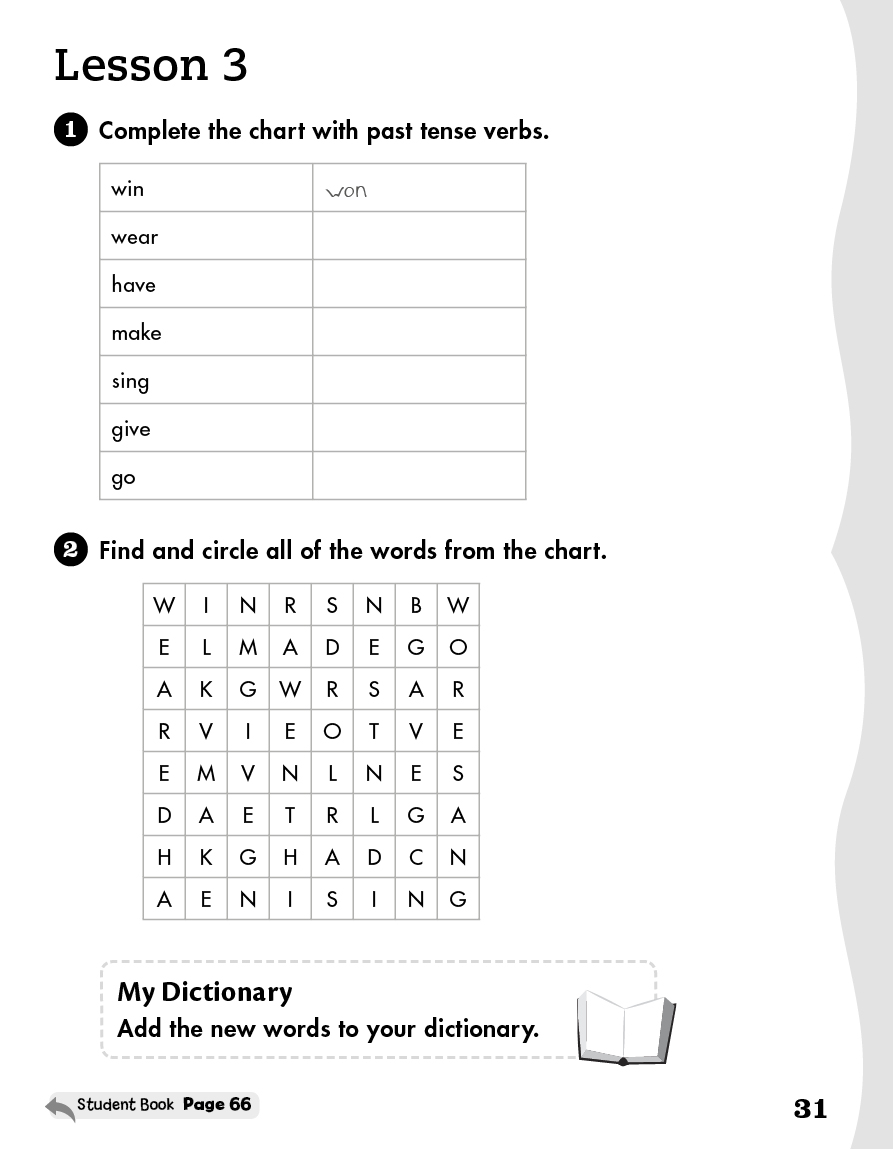 Lesson 3
1 Complete the chart with past tense verbs.
win won
wear
have
make
sing
give
go
2 Find and circle all of the words from the chart.
W I N R S N B W
E L M A D E G O
A K G W R S A R
R V I E O T V E
E M V N L N E S
D A E T R L G A
H K G H A D C N
A E N I S I N G
My Dictionary
Add the new words to your dictionary.
Student Book Page 66
31